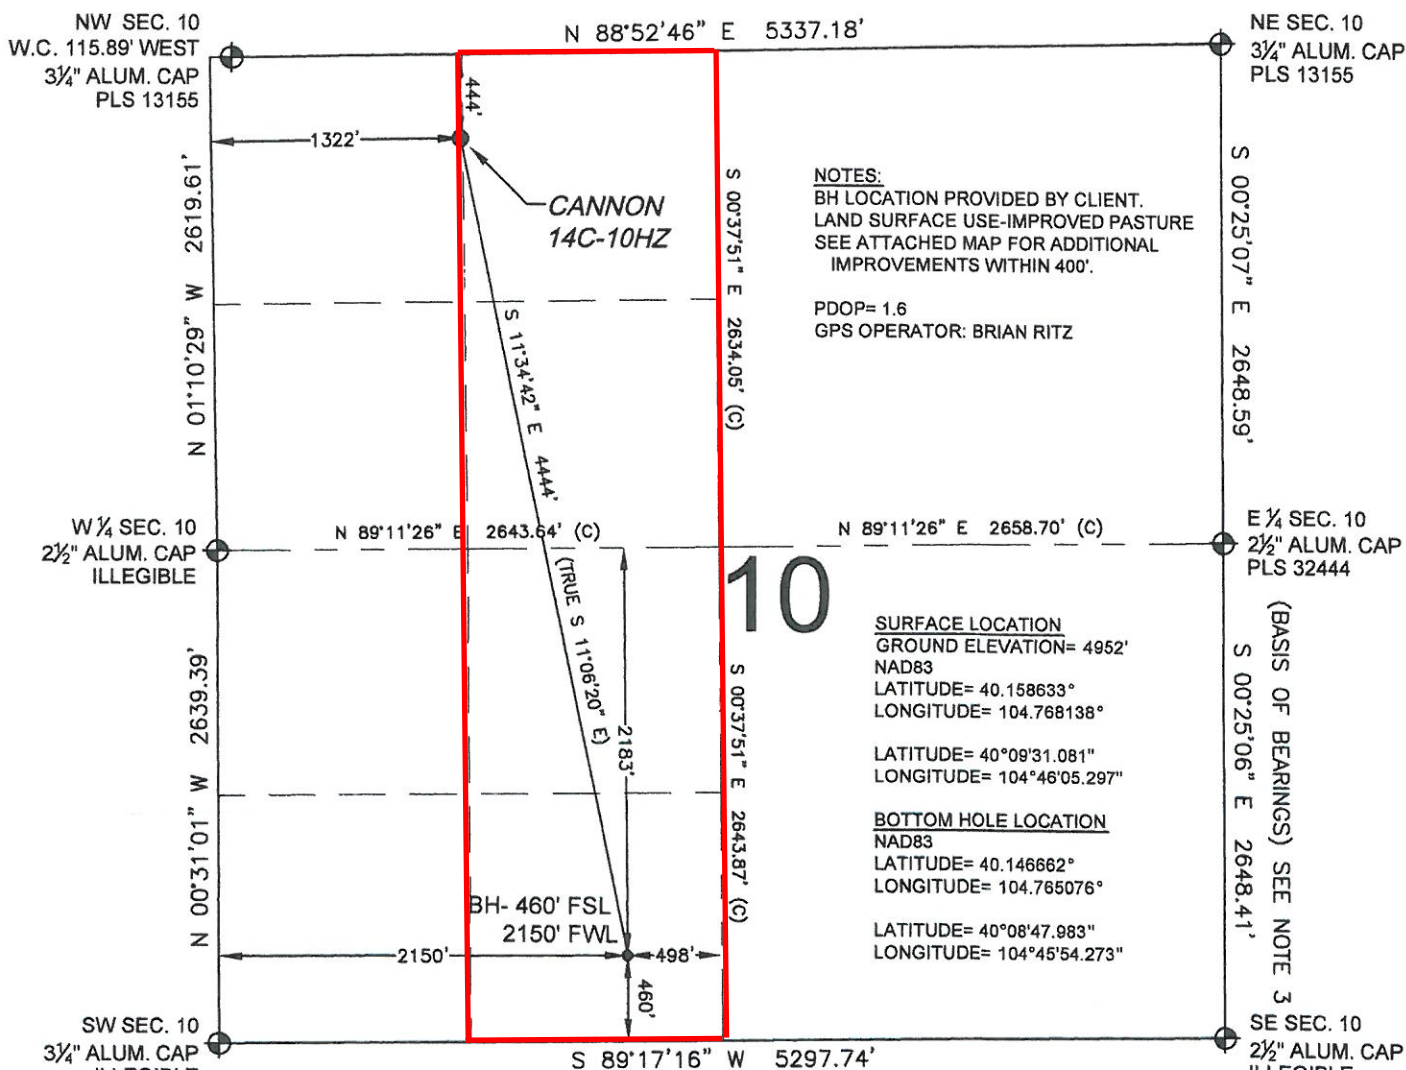 NW SEC. 10
W.C. 115.89' WEST
3¼" ALUM. CAP
PLS 13155
N 88°52'46" E 5337.18'
NE SEC. 10
3¼" ALUM. CAP
PLS 13155
444'
1322'
CANNON
14C-10HZ
N 01°10'29" W 2619.61'
S 11°34'42" E 4444'
(TRUE S 11°06'20" E)
S 00°37'51" E 2634.05' (C)
NOTES:
BH LOCATION PROVIDED BY CLIENT.
LAND SURFACE USE-IMPROVED PASTURE
SEE ATTACHED MAP FOR ADDITIONAL
IMPROVEMENTS WITHIN 400'.
PDOP= 1.6
GPS OPERATOR: BRIAN RITZ
S 00°25'07" E 2648.59'
W ¼ SEC. 10
2½" ALUM. CAP
ILLEGIBLE
N 89°11'26" E 2643.64' (C)
N 89°11'26" E 2658.70' (C)
E ¼ SEC. 10
2½" ALUM. CAP
PLS 32444
10
N 00°31'01" W 2639.39'
2183'
S 00°37'51" E 2643.87' (C)
SURFACE LOCATION
GROUND ELEVATION= 4952'
NAD83
LATITUDE= 40.158633°
LONGITUDE= 104.768138°
LATITUDE= 40°09'31.081"
LONGITUDE= 104°46'05.297"
BOTTOM HOLE LOCATION
NAD83
LATITUDE= 40.146662°
LONGITUDE= 104.765076°
LATITUDE= 40°08'47.983"
LONGITUDE= 104°45'54.273"
S 00°25'06" E 2648.41'
(BASIS OF BEARINGS) SEE NOTE 3
BH- 460' FSL
2150' FWL
2150'
498'
460'
SW SEC. 10
3¼" ALUM. CAP
ILLEGIBLE
S 89°17'16" W 5297.74'
SE SEC. 10
2½" ALUM. CAP
ILLEGIBLE